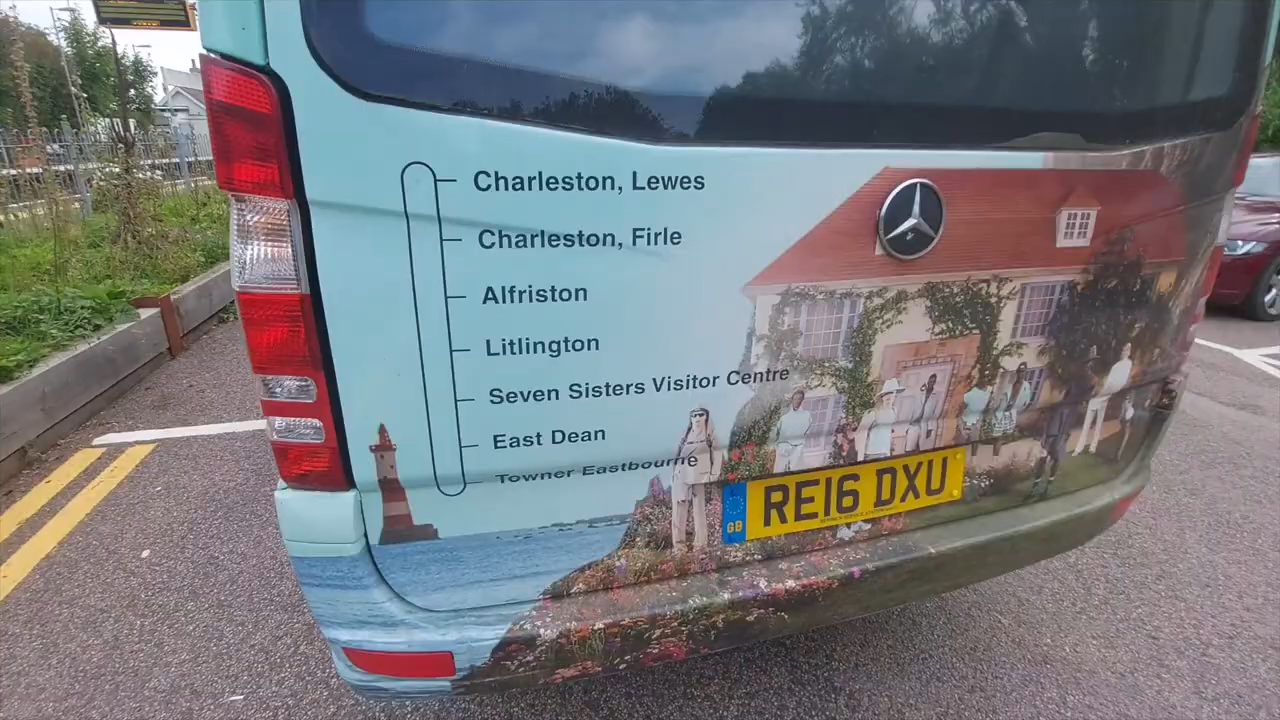 Charleston, Lewes
Charleston, Firle
Alfriston
Litlington
Seven Sisters Visitor Centre
East Dean
Towner Eastbourne
GB
RE16 DXU